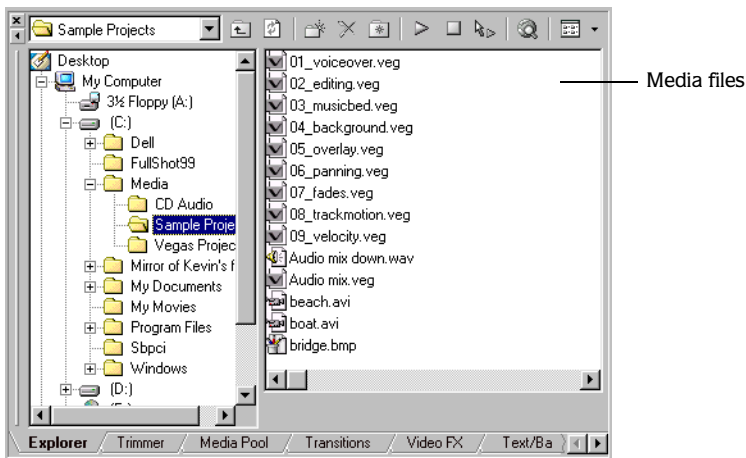 Sample Projects
Desktop
My Computer
3½ Floppy (A:)
(C:)
Dell
FullShot99
Media
CD Audio
Sample Proje
Vegas Projec
Mirror of Kevin's f
My Documents
My Movies
Program Files
Sbpci
Windows
(D:)
01_voiceover.veg
02_editing.veg
03_musicbed.veg
04_background.veg
05_overlay.veg
06_panning.veg
07_fades.veg
08_trackmotion.veg
09_velocity.veg
Audio mix down.wav
Audio mix.veg
beach.avi
boat.avi
bridge.bmp
Media files
Explorer Trimmer Media Pool Transitions Video FX Text/Ba